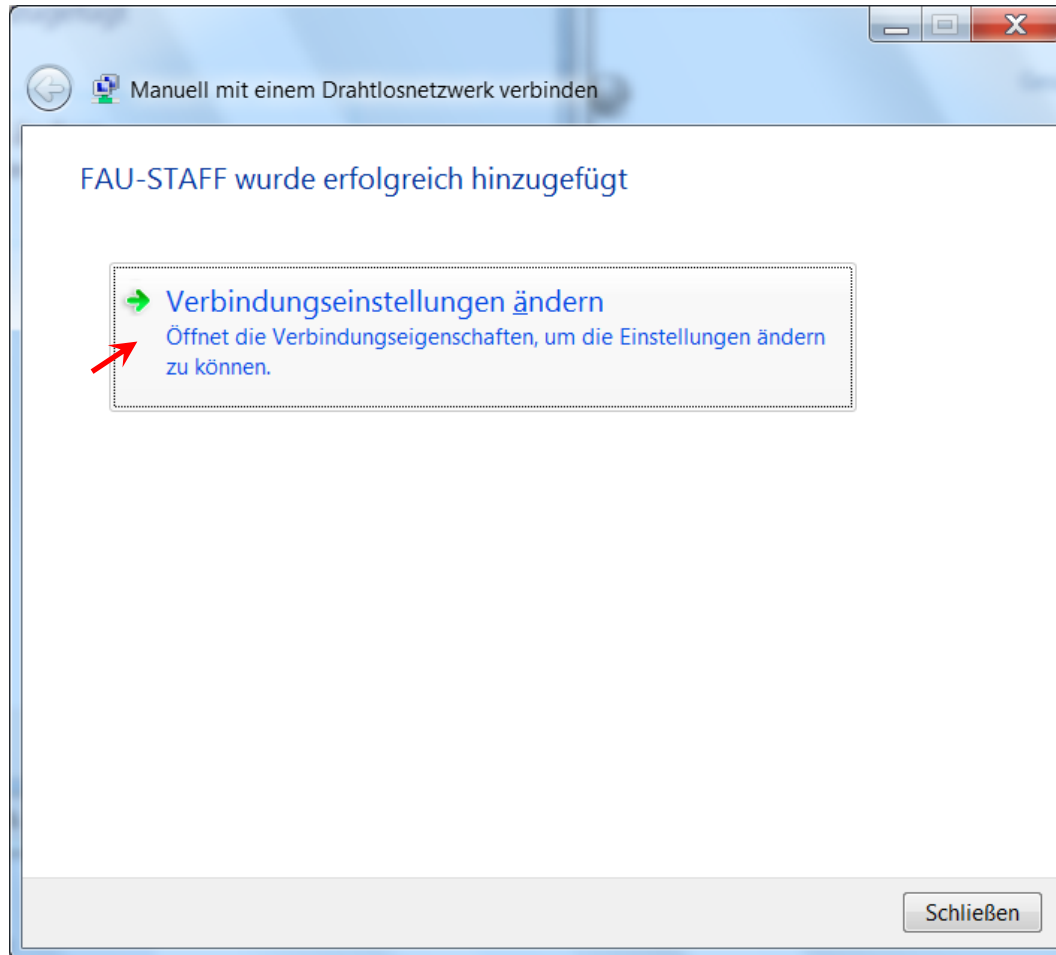 Manuell mit einem Drahtlosnetzwerk verbinden
FAU-STAFF wurde erfolgreich hinzugefügt
Verbindungseinstellungen ändern
Öffnet die Verbindungseigenschaften, um die Einstellungen ändern
zu können.
Schließen